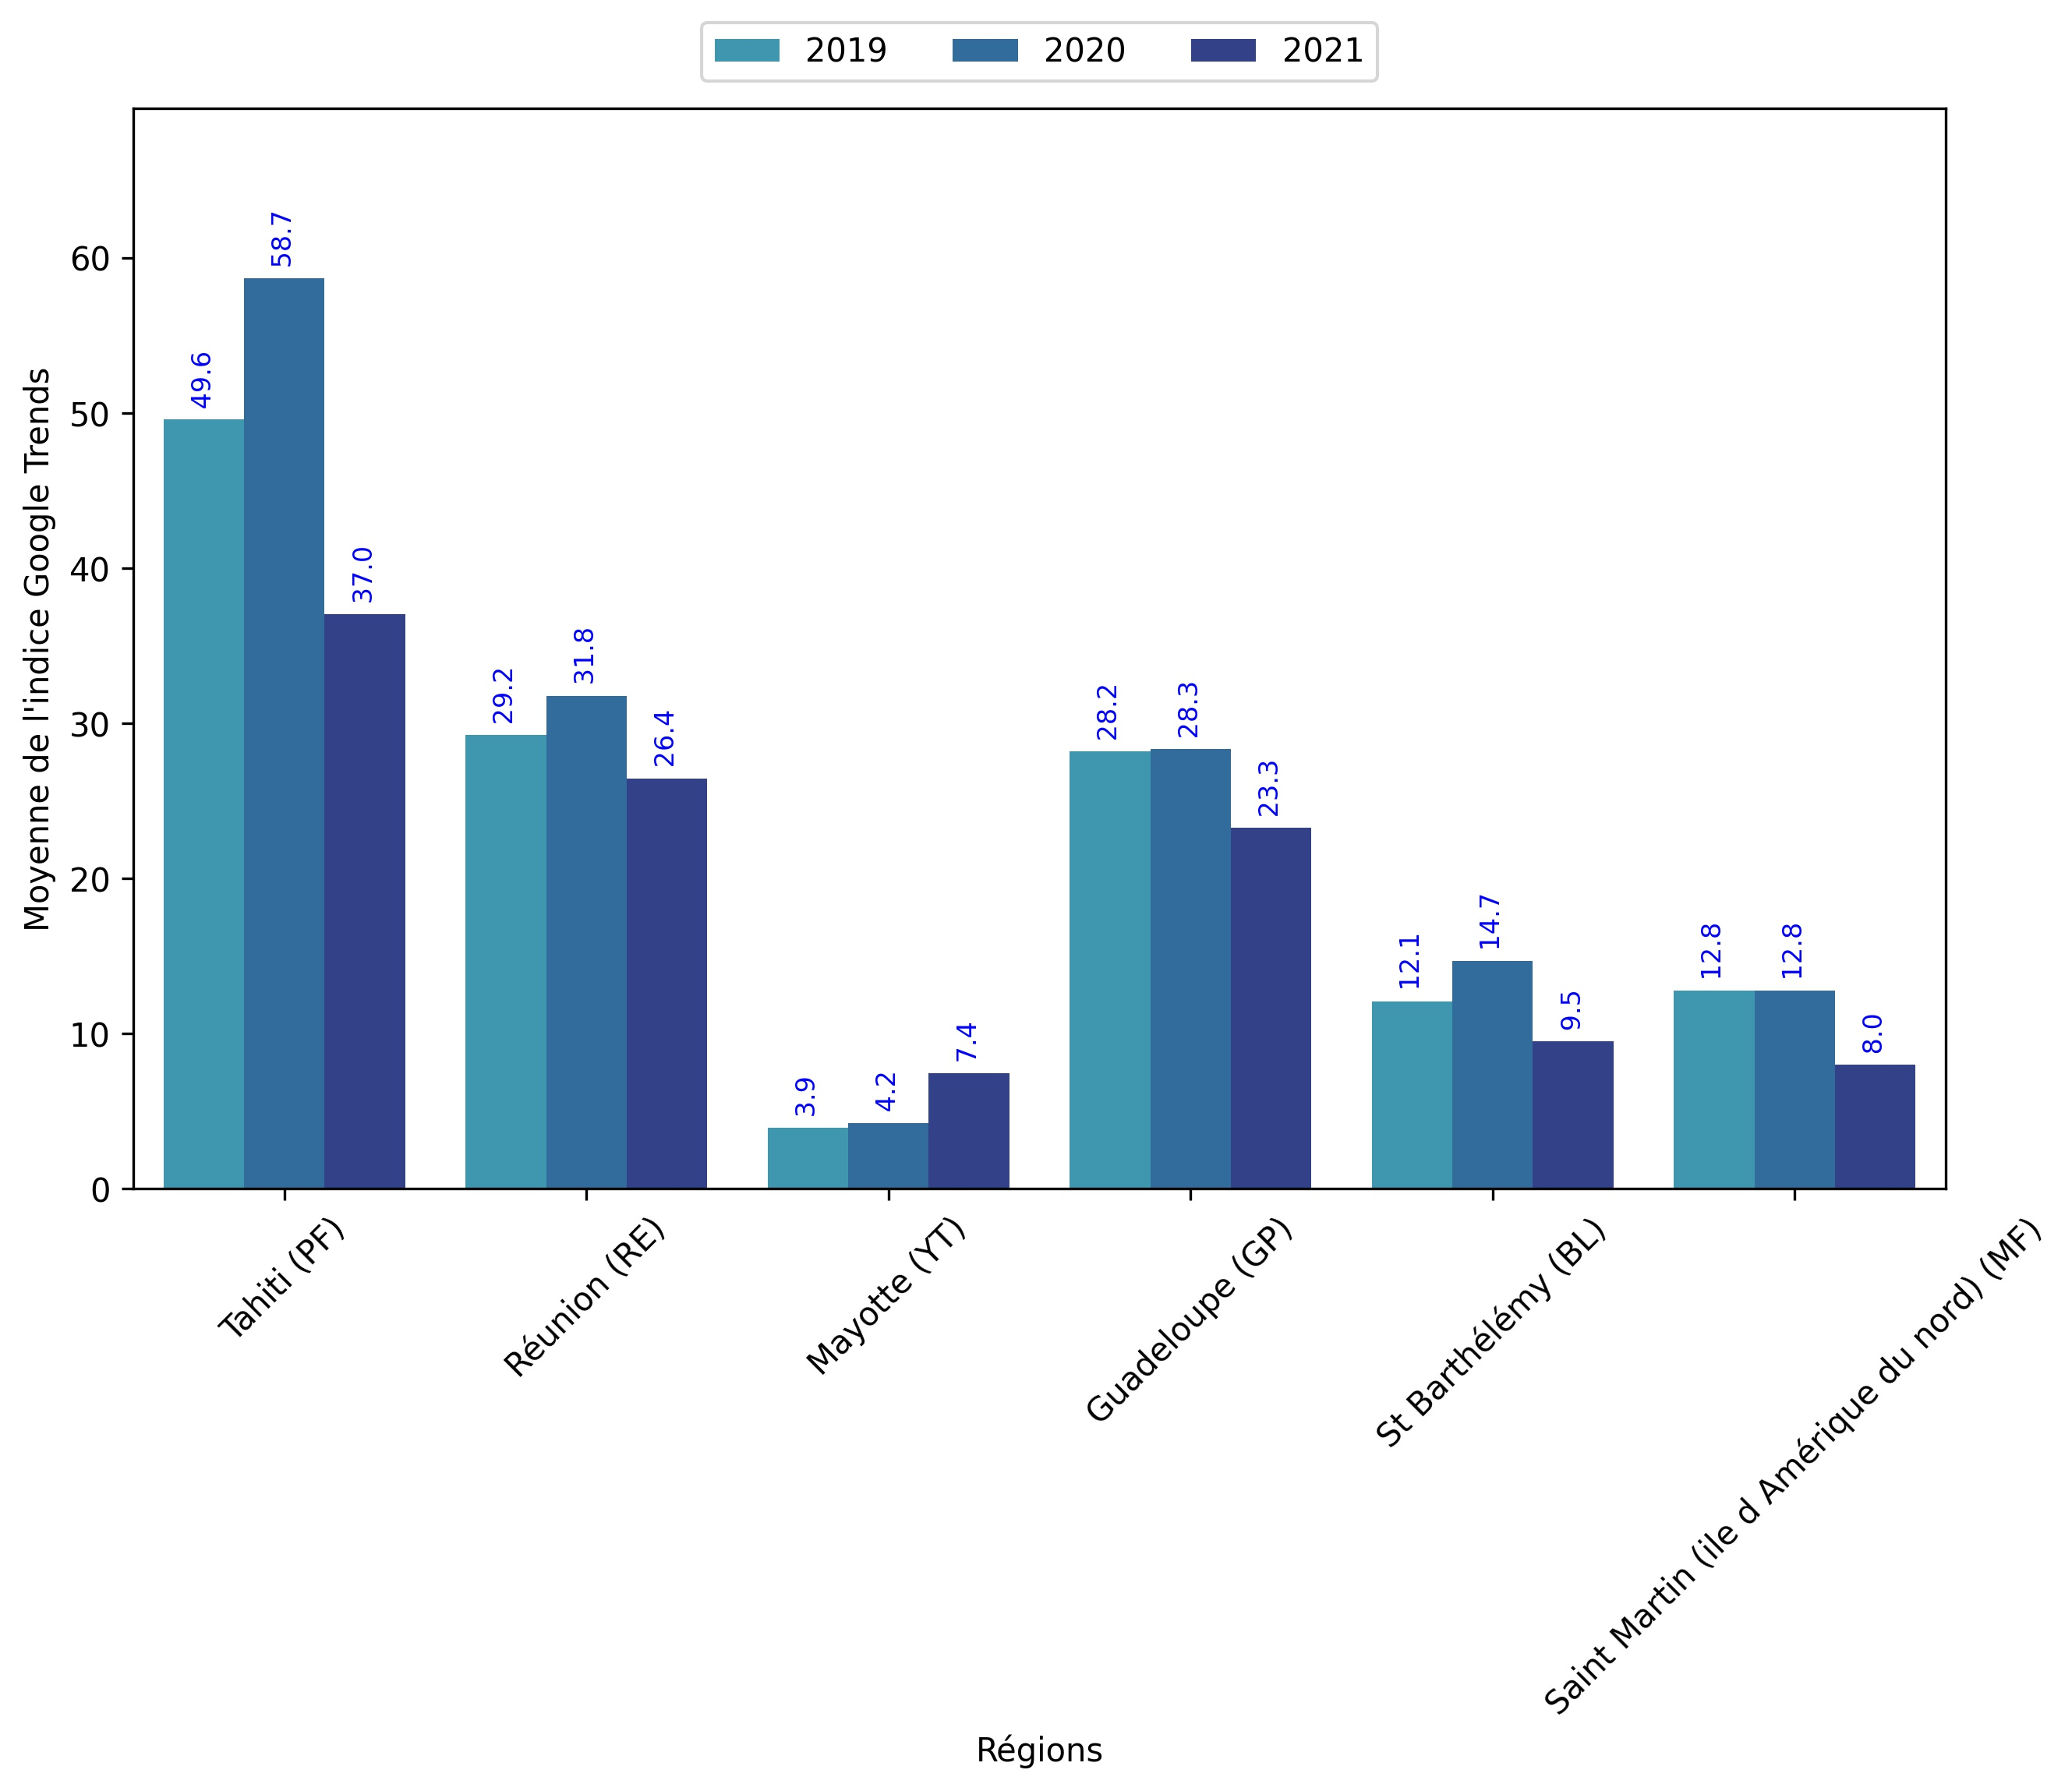 2019 2020 2021
Moyenne de l'indice Google Trends
60
50
40
30
20
10
0
49.6 58.7 37.0
29.2 31.8 26.4
3.9 4.2 7.4
28.2 28.3 23.3
12.1 14.7 9.5
12.8 12.8 8.0
Tahiti (PF)
Réunion (RE)
Mayotte (YT)
Guadeloupe (GP)
St Barthélémy (BL)
Saint Martin (ile d Amérique du nord) (MF)
Régions